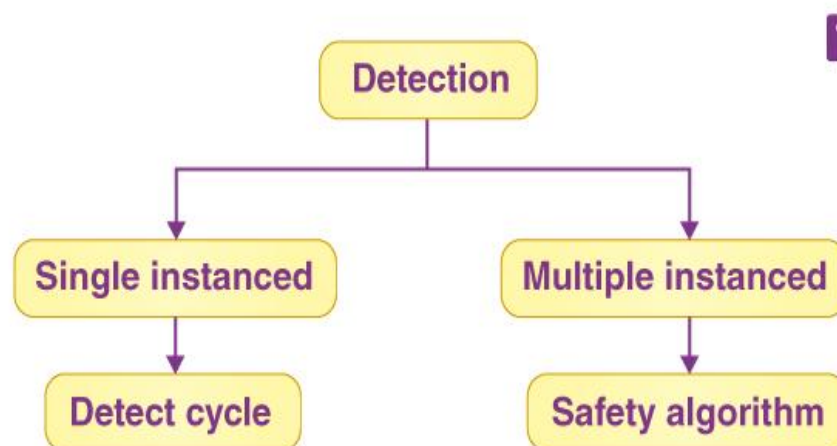 Detection
Single instanced
Multiple instanced
Detect cycle
Safety algorithm